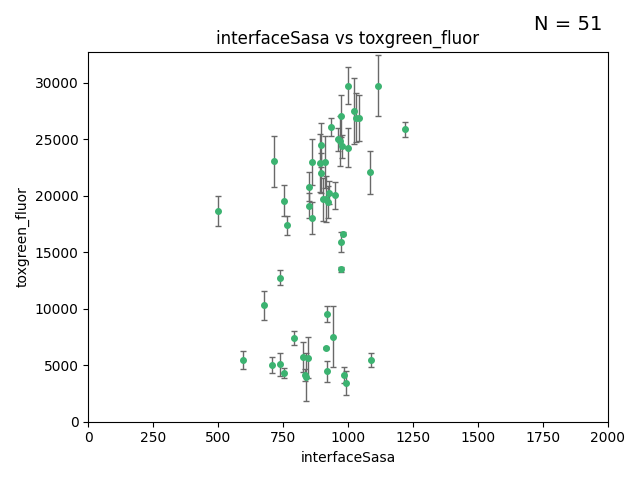 N = 51
interfaceSasa vs toxgreen_fluor
30000
25000
20000
15000
10000
5000
0
toxgreen_fluor
0 250 500 750 1000 1250 1500 1750 2000
interfaceSasa